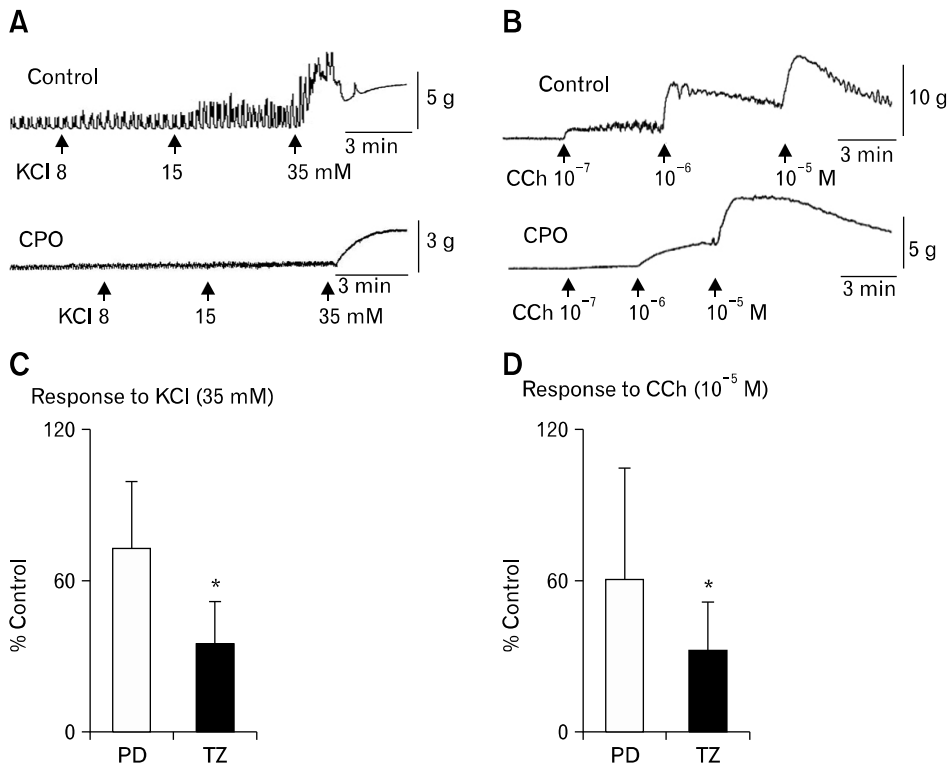 A
Control
5 g
3 min
KCl 8 15 35 mM
CPO
3 g
3 min
KCl 8 15 35 mM
B
Control
10 g
3 min
CCh 10⁻⁷ 10⁻⁶ 10⁻⁵ M
CPO
5 g
3 min
CCh 10⁻⁷ 10⁻⁶ 10⁻⁵ M
C
Response to KCl (35 mM)
% Control
120
60
0
*
PD TZ
D
Response to CCh (10⁻⁵ M)
% Control
120
60
0
*
PD TZ